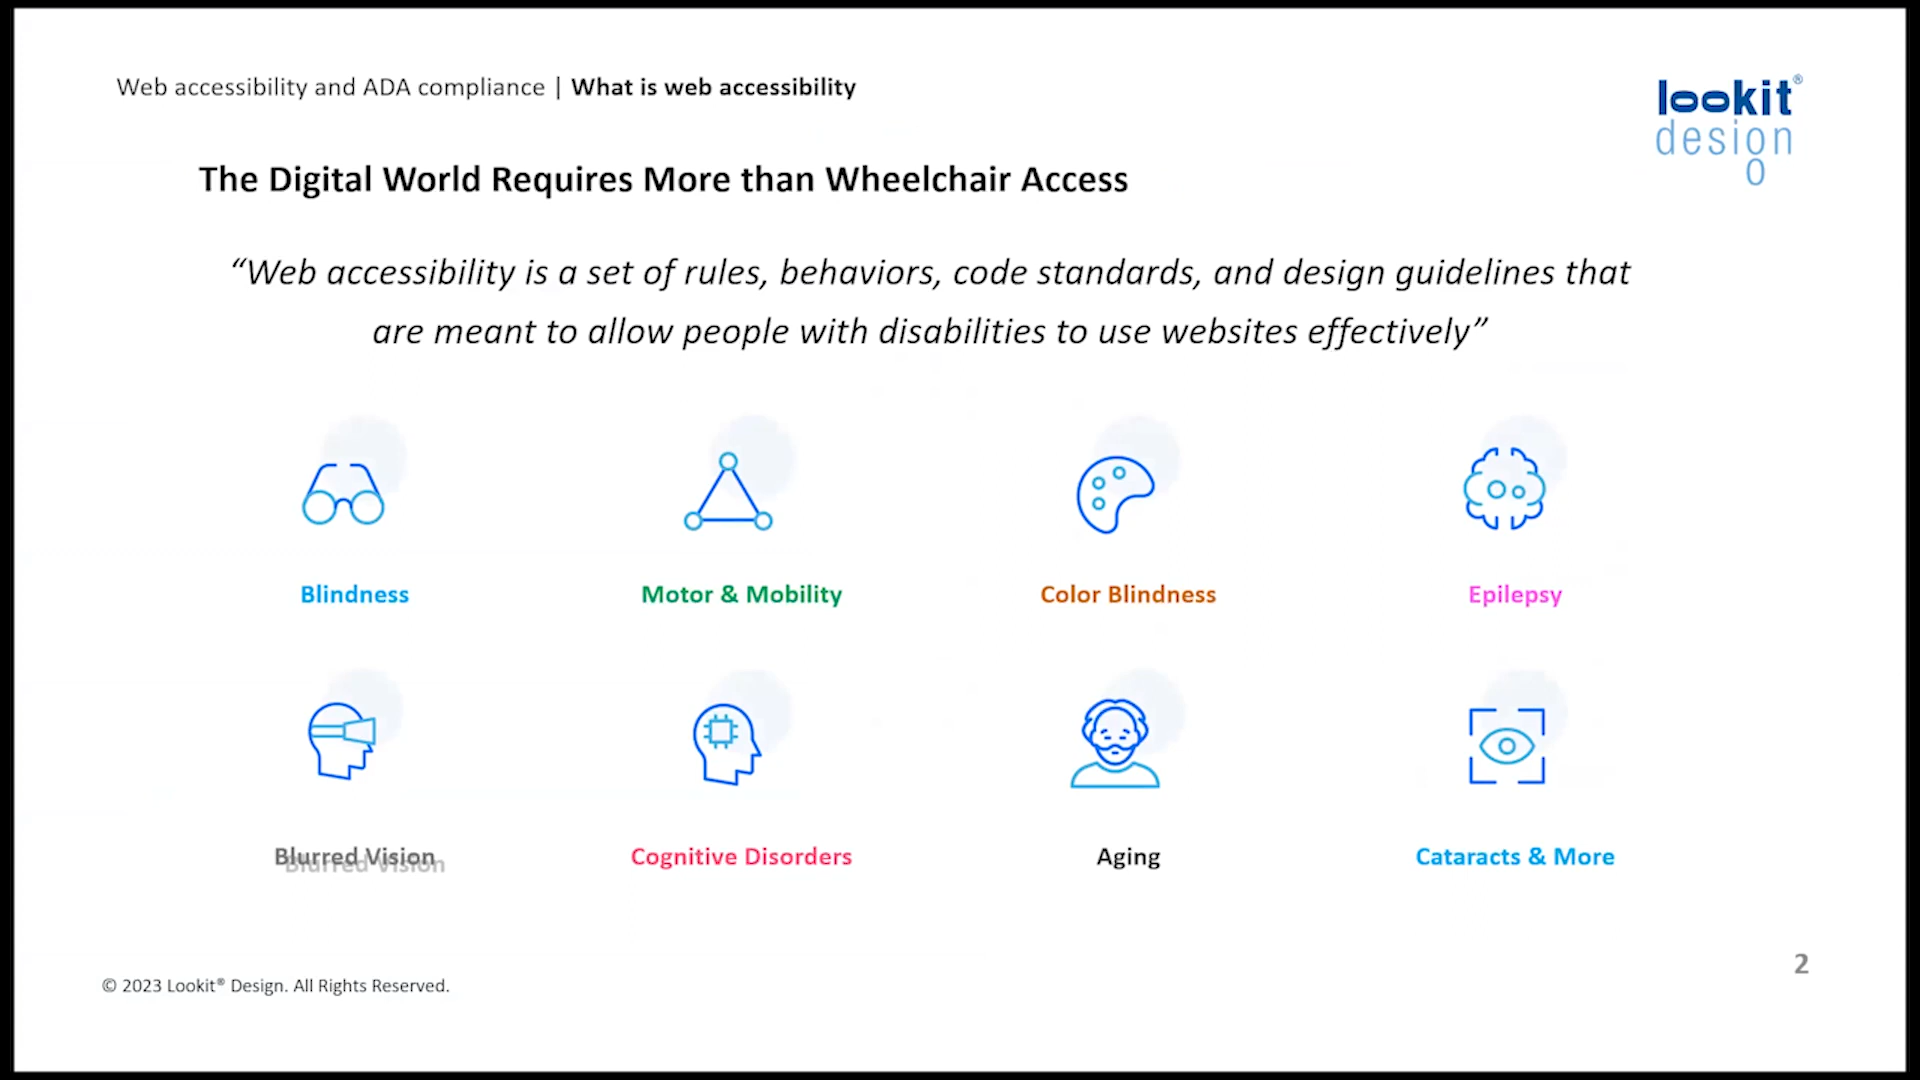 Web accessibility and ADA compliance | What is web accessibility
lookit®
design
The Digital World Requires More than Wheelchair Access
“Web accessibility is a set of rules, behaviors, code standards, and design guidelines that
are meant to allow people with disabilities to use websites effectively”
Blindness
Motor & Mobility
Color Blindness
Epilepsy
Blurred Vision
Cognitive Disorders
Aging
Cataracts & More
© 2023 Lookit® Design. All Rights Reserved.
2